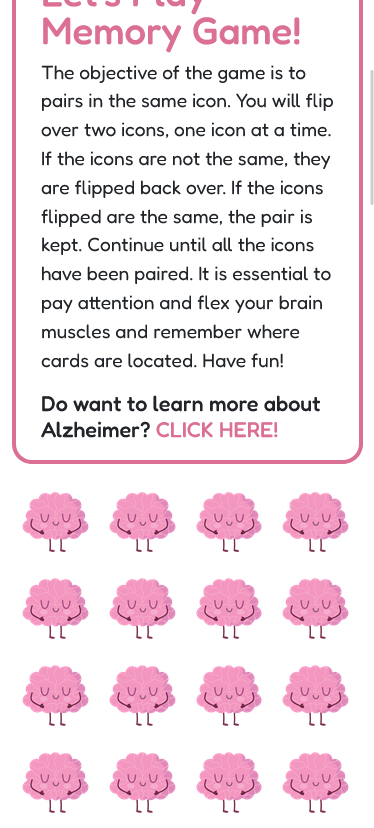 Let's Play
Memory Game!
The objective of the game is to
pairs in the same icon. You will flip
over two icons, one icon at a time.
If the icons are not the same, they
are flipped back over. If the icons
flipped are the same, the pair is
kept. Continue until all the icons
have been paired. It is essential to
pay attention and flex your brain
muscles and remember where
cards are located. Have fun!
Do want to learn more about
Alzheimer? CLICK HERE!